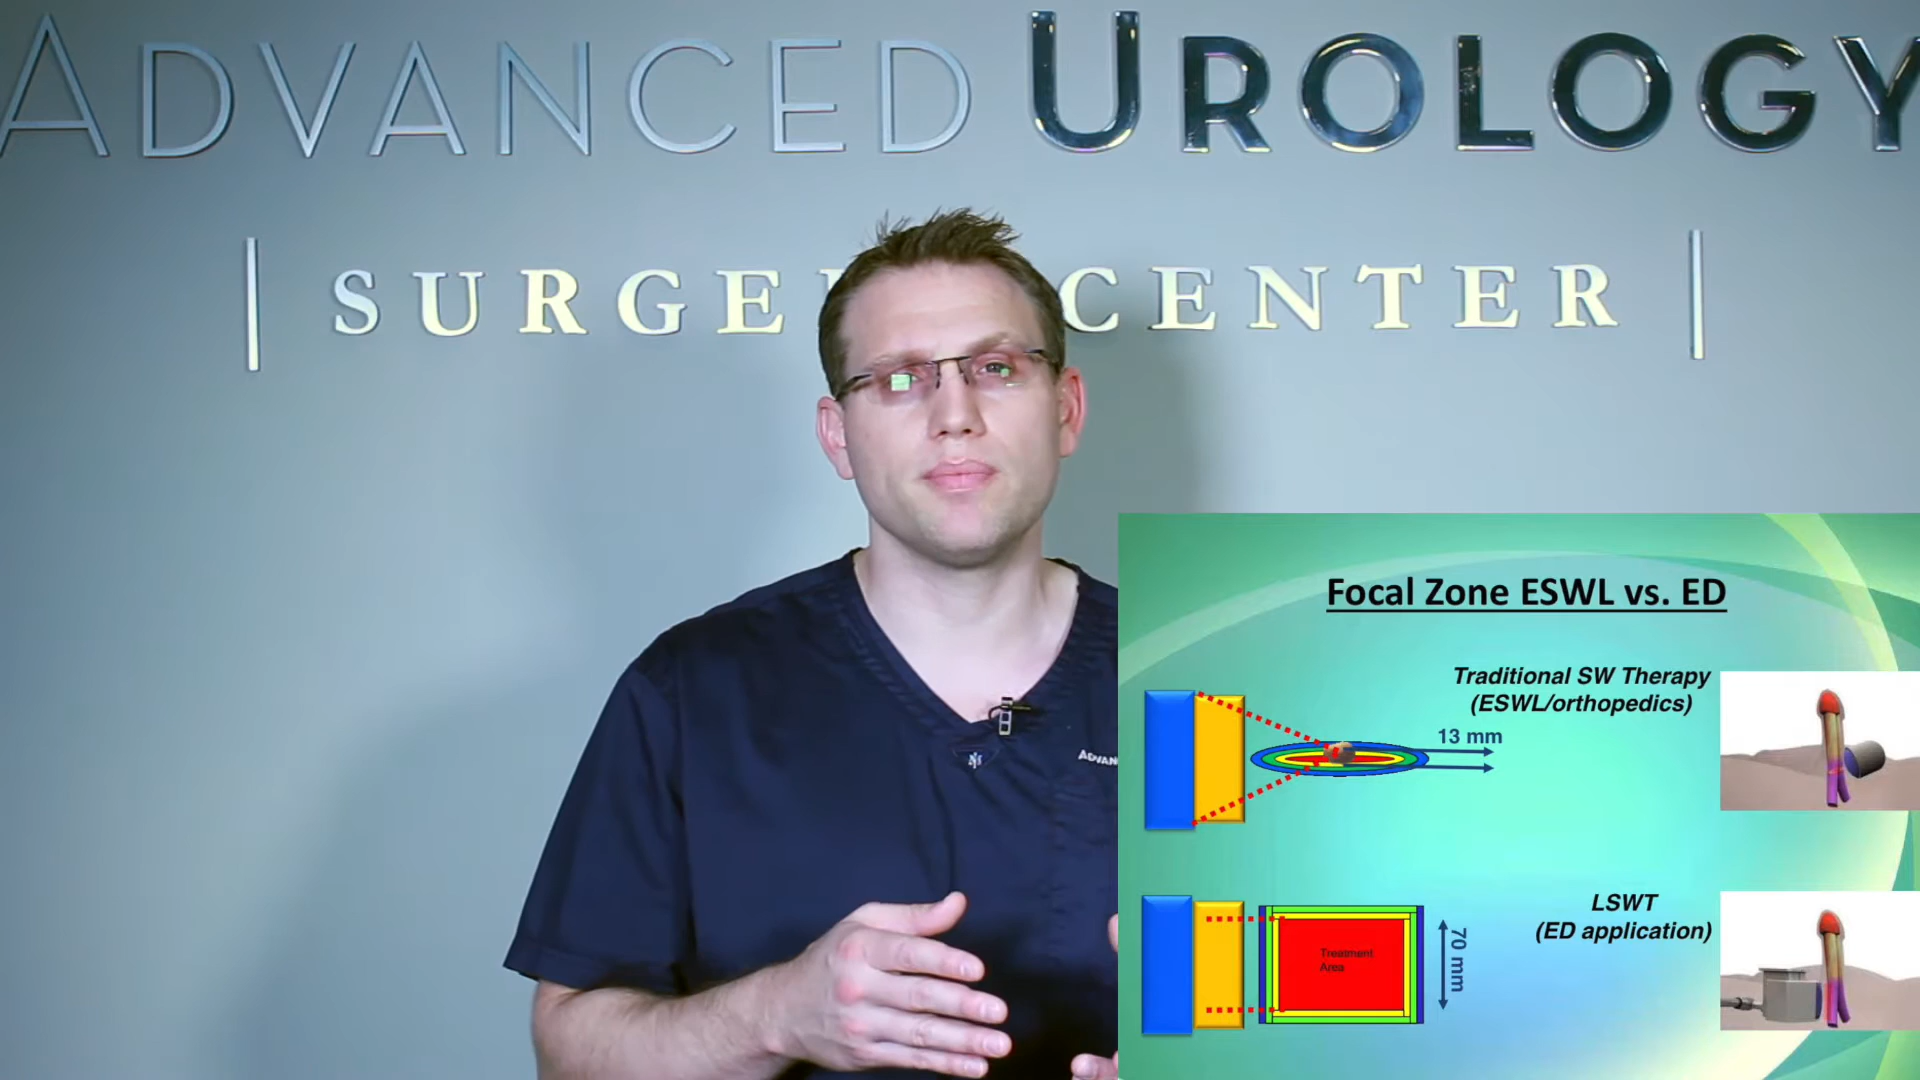 ADVANCED UROLOGY
SURGE CENTER
ADVAN
Focal Zone ESWL vs. ED
Traditional SW Therapy
(ESWL/orthopedics)
13 mm
LSWT
(ED application)
Treatment
Area
70 mm